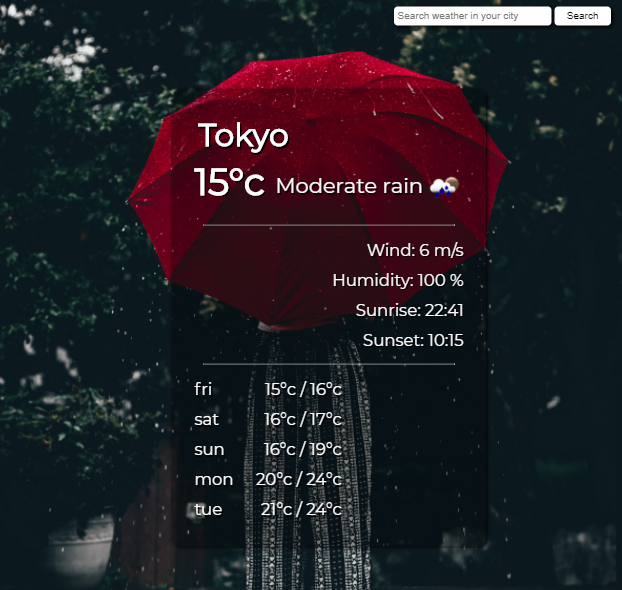 Search weather in your city Search
Tokyo
15°c Moderate rain
Wind: 6 m/s
Humidity: 100 %
Sunrise: 22:41
Sunset: 10:15
fri 15°c / 16°c
sat 16°c / 17°c
sun 16°c / 19°c
mon 20°c / 24°c
tue 21°c / 24°c